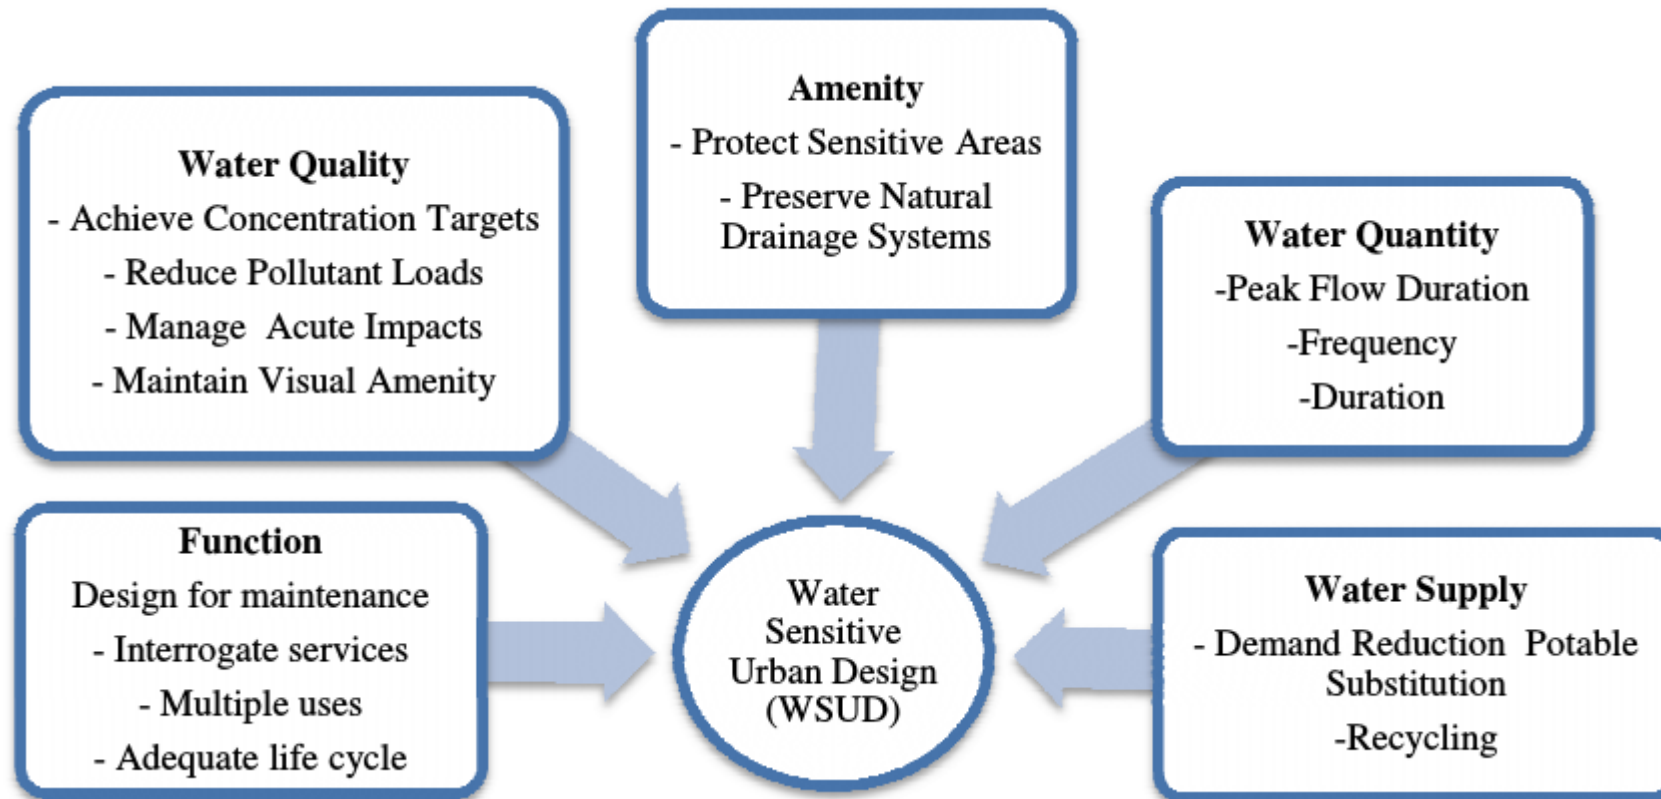 Water Quality
- Achieve Concentration Targets
- Reduce Pollutant Loads
- Manage Acute Impacts
- Maintain Visual Amenity
Amenity
- Protect Sensitive Areas
- Preserve Natural
Drainage Systems
Water Quantity
-Peak Flow Duration
-Frequency
-Duration
Function
Design for maintenance
- Interrogate services
- Multiple uses
- Adequate life cycle
Water
Sensitive
Urban Design
(WSUD)
Water Supply
- Demand Reduction Potable
Substitution
-Recycling